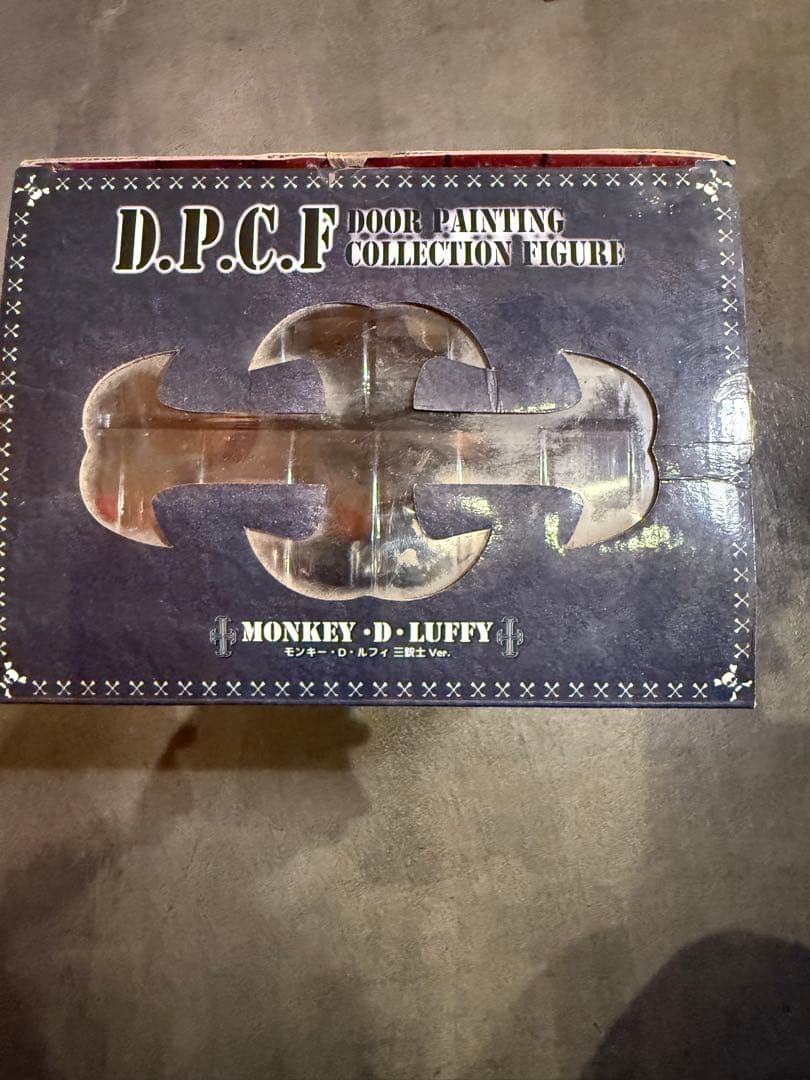 D.P.C.F
DOOR PAINTING
COLLECTION FIGURE
MONKEY・D・LUFFY
モンキー・D・ルフィ 三銃士 Ver.